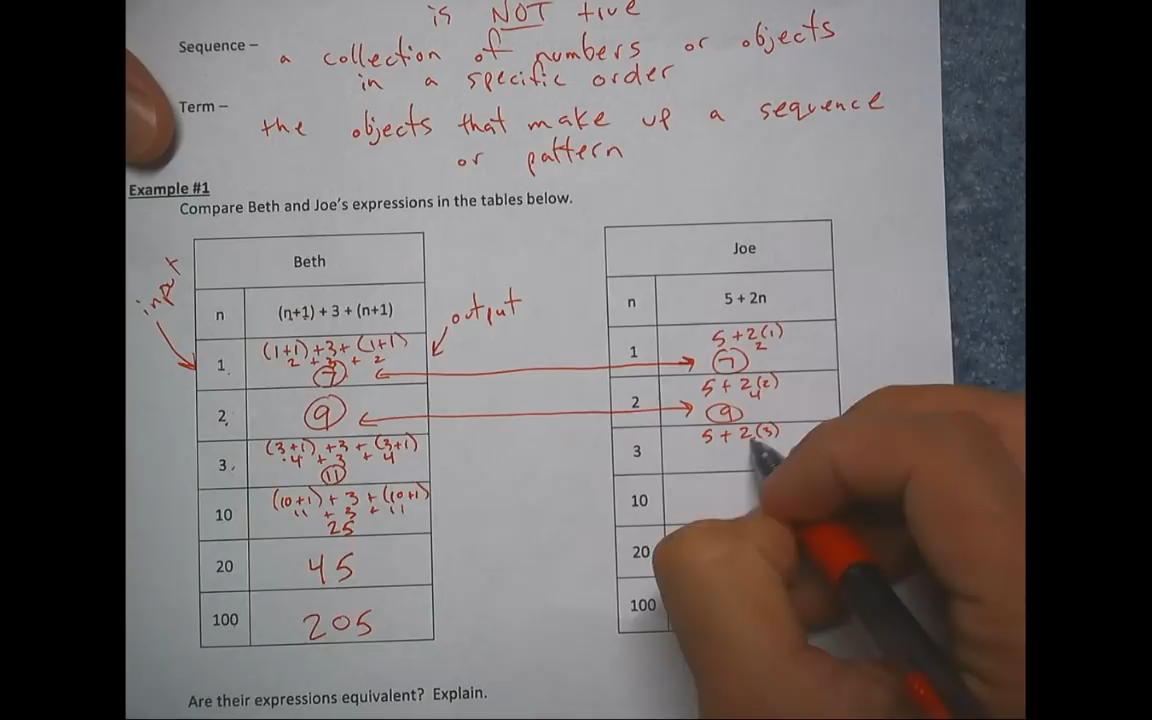 is NOT true
Sequence – a collection of numbers or objects
in a specific order
Term – the objects that make up a sequence
or pattern
Example #1
Compare Beth and Joe's expressions in the tables below.
input
output
Beth
n (n+1) + 3 + (n+1)
1 (1+1) + 3 + (1+1)
2 + 3 + 2
7
2 9
3 (3+1) + 3 + (3+1)
4 + 3 + 4
11
10 (10+1) + 3 + (10+1)
11 + 3 + 11
25
20 45
100 205
Joe
n 5 + 2n
1 5 + 2(1)
2
7
2 5 + 2(2)
4
9
3 5 + 2(3)
10
20
100
Are their expressions equivalent? Explain.